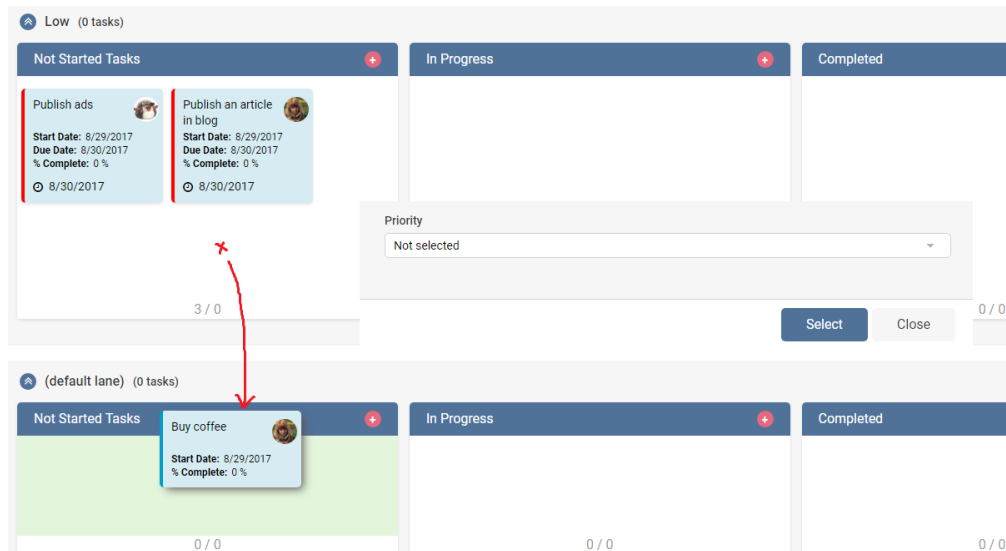 Low (0 tasks)
Not Started Tasks
In Progress
Completed
Publish ads
Start Date: 8/29/2017
Due Date: 8/30/2017
% Complete: 0 %
8/30/2017
Publish an article
in blog
Start Date: 8/29/2017
Due Date: 8/30/2017
% Complete: 0 %
8/30/2017
Priority
Not selected
3 / 0
0 / 0
Select
Close
(default lane) (0 tasks)
Not Started Tasks
In Progress
Completed
Buy coffee
Start Date: 8/29/2017
% Complete: 0 %
0 / 0
0 / 0
0 / 0